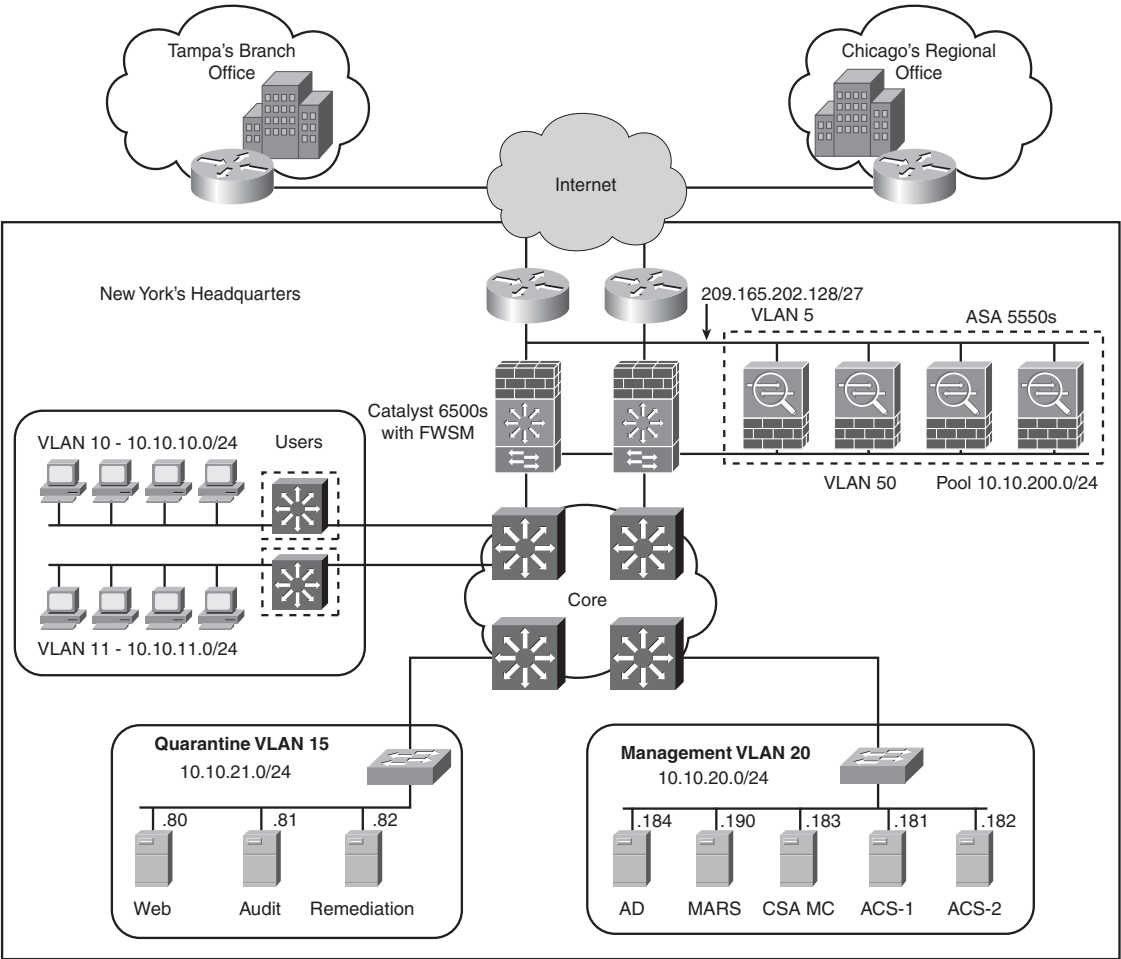 Tampa's Branch
Office
Chicago's Regional
Office
Internet
New York's Headquarters
209.165.202.128/27
VLAN 5
ASA 5550s
Catalyst 6500s
with FWSM
VLAN 50
Pool 10.10.200.0/24
VLAN 10 - 10.10.10.0/24
Users
VLAN 11 - 10.10.11.0/24
Core
Quarantine VLAN 15
10.10.21.0/24
.80
.81
.82
Web
Audit
Remediation
Management VLAN 20
10.10.20.0/24
.184
.190
.183
.181
.182
AD
MARS
CSA MC
ACS-1
ACS-2